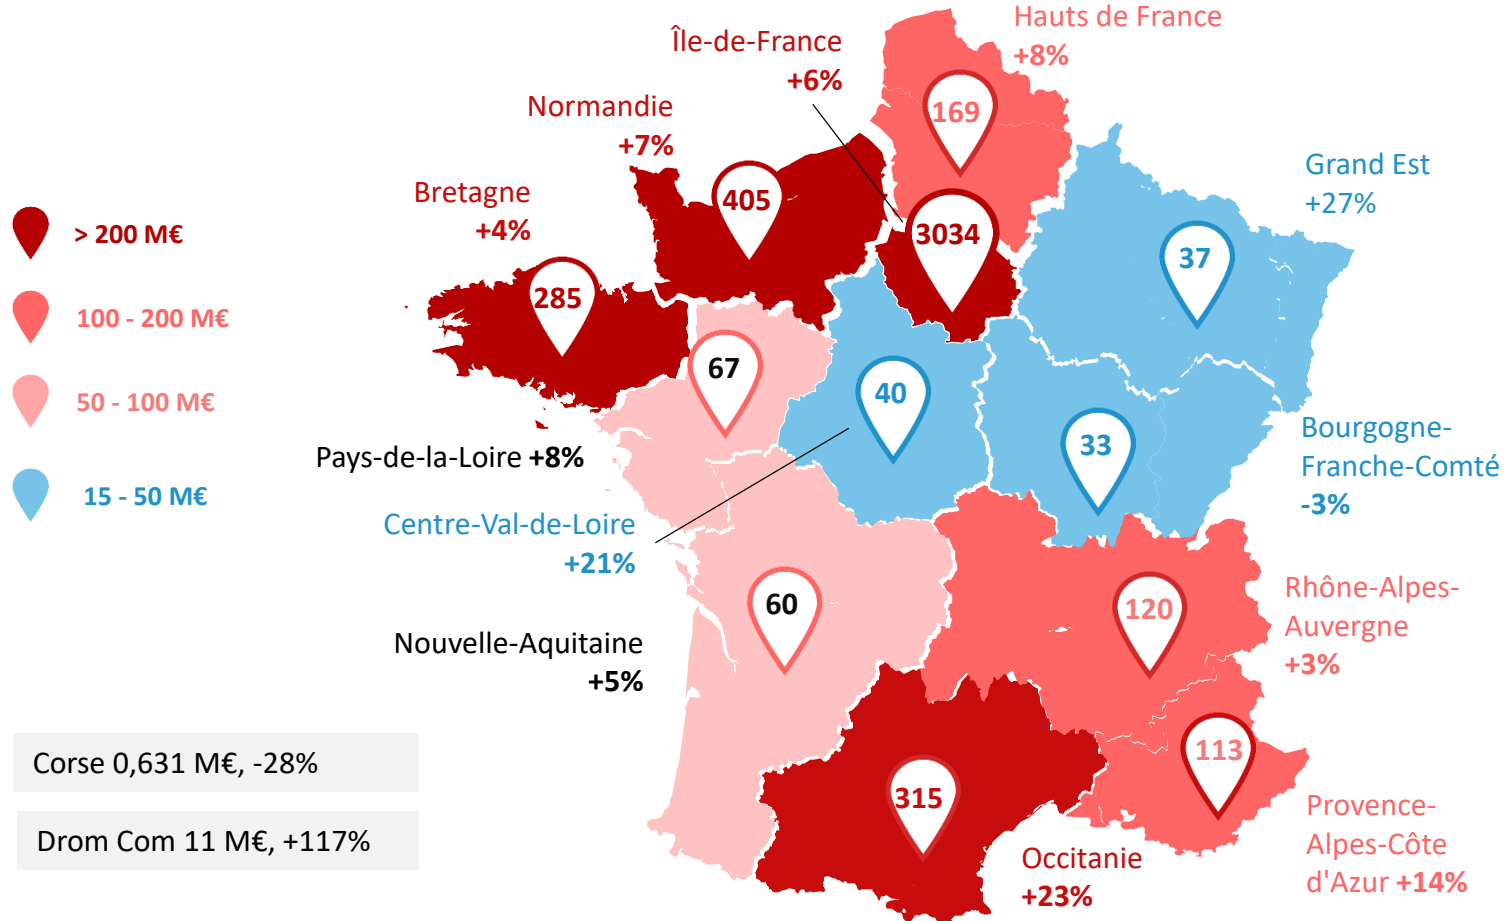 Hauts de France
+8%
Île-de-France
+6%
Normandie
+7%
Bretagne
+4%
Grand Est
+27%
169
405
3034
37
285
> 200 M€
100 - 200 M€
50 - 100 M€
15 - 50 M€
67
40
33
Pays-de-la-Loire +8%
Bourgogne-
Franche-Comté
-3%
Centre-Val-de-Loire
+21%
60
120
Nouvelle-Aquitaine
+5%
Rhône-Alpes-
Auvergne
+3%
Corse 0,631 M€, -28%
Drom Com 11 M€, +117%
113
315
Provence-
Alpes-Côte
d'Azur +14%
Occitanie
+23%